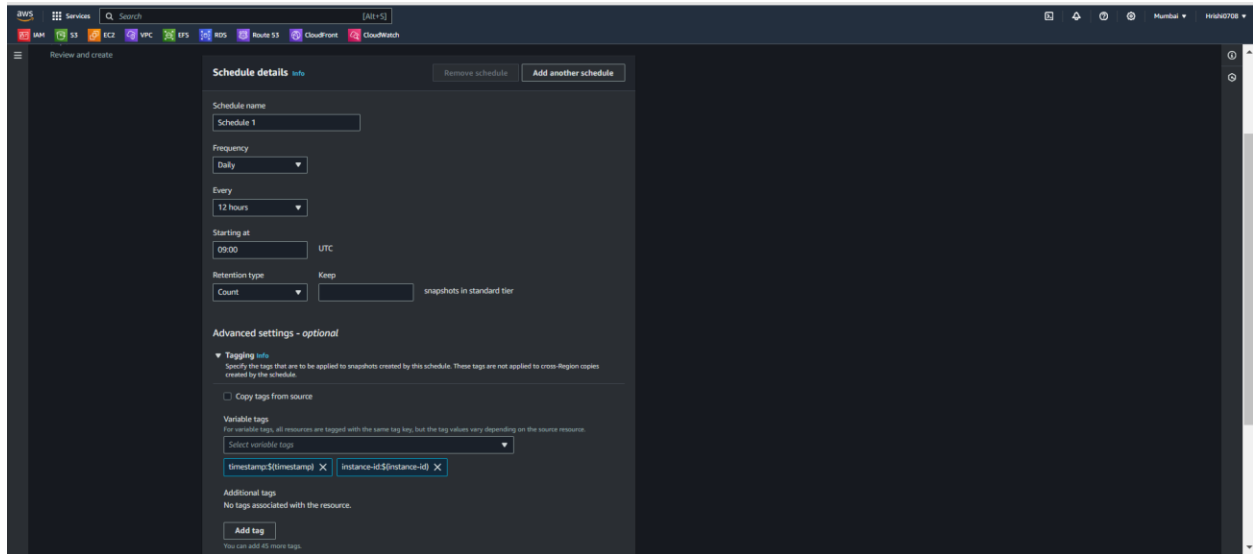 aws Services Search [Alt+S] Mumbai Hrishi0708
IAM S3 EC2 VPC EFS RDS Route 53 CloudFront CloudWatch
Review and create
Schedule details Info Remove schedule Add another schedule
Schedule name
Schedule 1
Frequency
Daily
Every
12 hours
Starting at
09:00 UTC
Retention type Keep
Count snapshots in standard tier
Advanced settings - optional
Tagging Info
Specify the tags that are to be applied to snapshots created by this schedule. These tags are not applied to cross-Region copies
created by the schedule.
Copy tags from source
Variable tags
For variable tags, all resources are tagged with the same tag key, but the tag values vary depending on the source resource.
Select variable tags
timestamp:$(timestamp) instance-id:$(instance-id)
Additional tags
No tags associated with the resource.
Add tag
You can add 45 more tags.